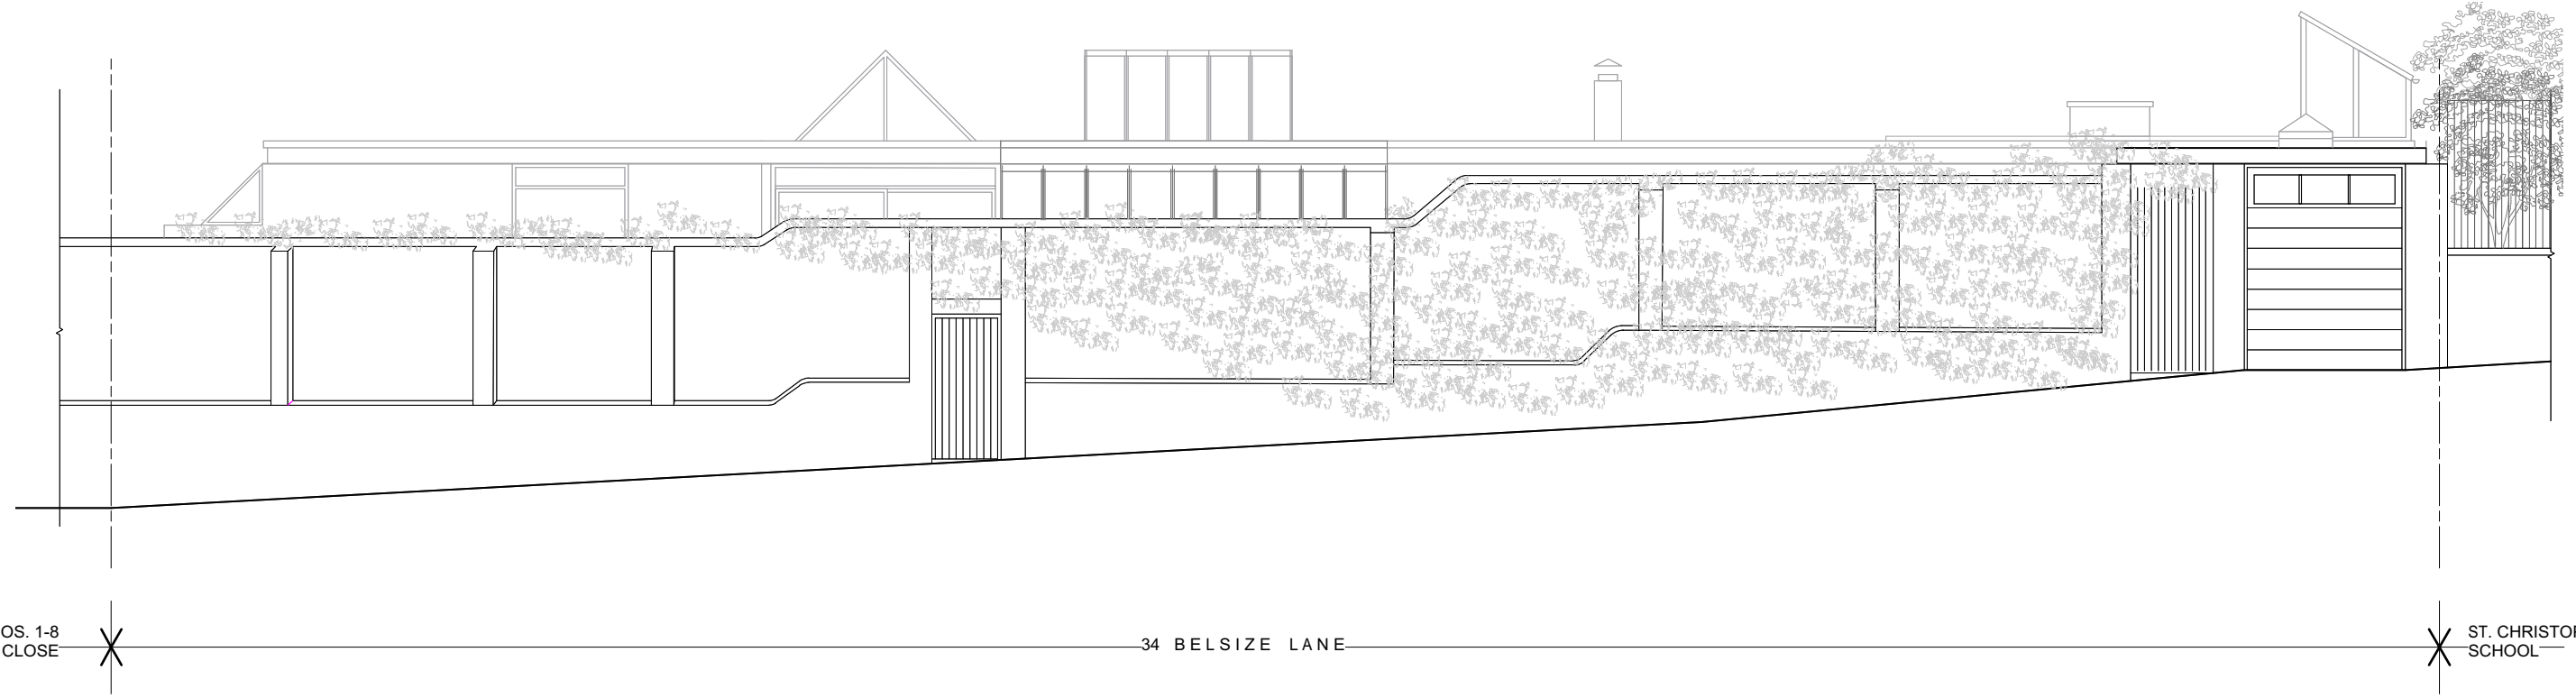 OS. 1-8
CLOSE
34 BELSIZE LANE
ST. CHRISTO
SCHOOL